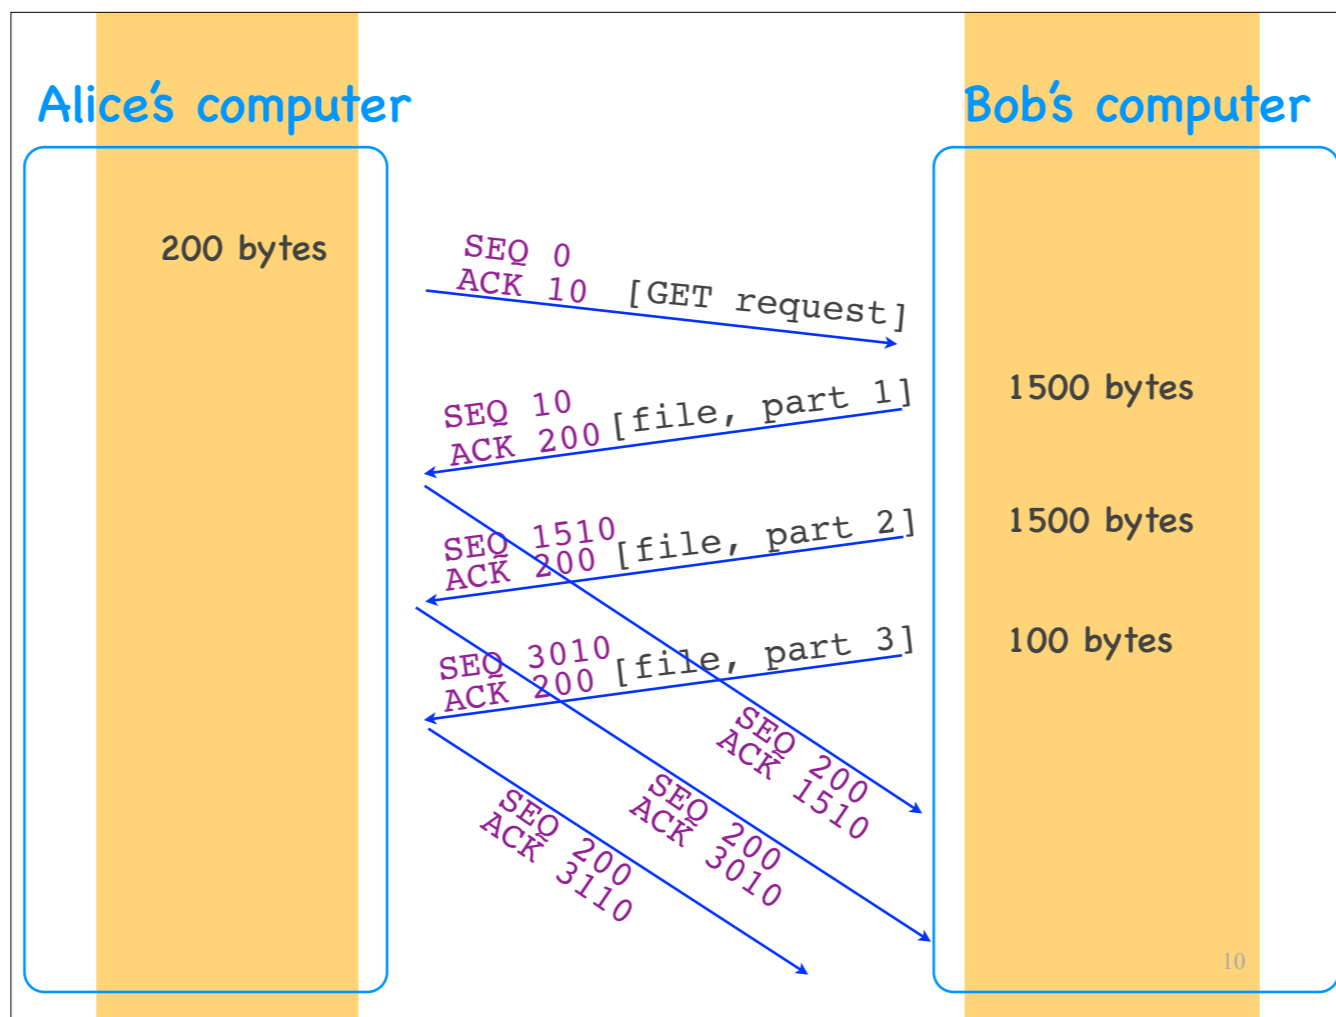 Alice's computer
Bob's computer
200 bytes
SEQ 0
ACK 10 [GET request]
1500 bytes
SEQ 10
ACK 200 [file, part 1]
1500 bytes
SEQ 1510
ACK 200 [file, part 2]
100 bytes
SEQ 3010
ACK 200 [file, part 3]
SEQ 200
ACK 1510
SEQ 200
ACK 3010
SEQ 200
ACK 3110
10